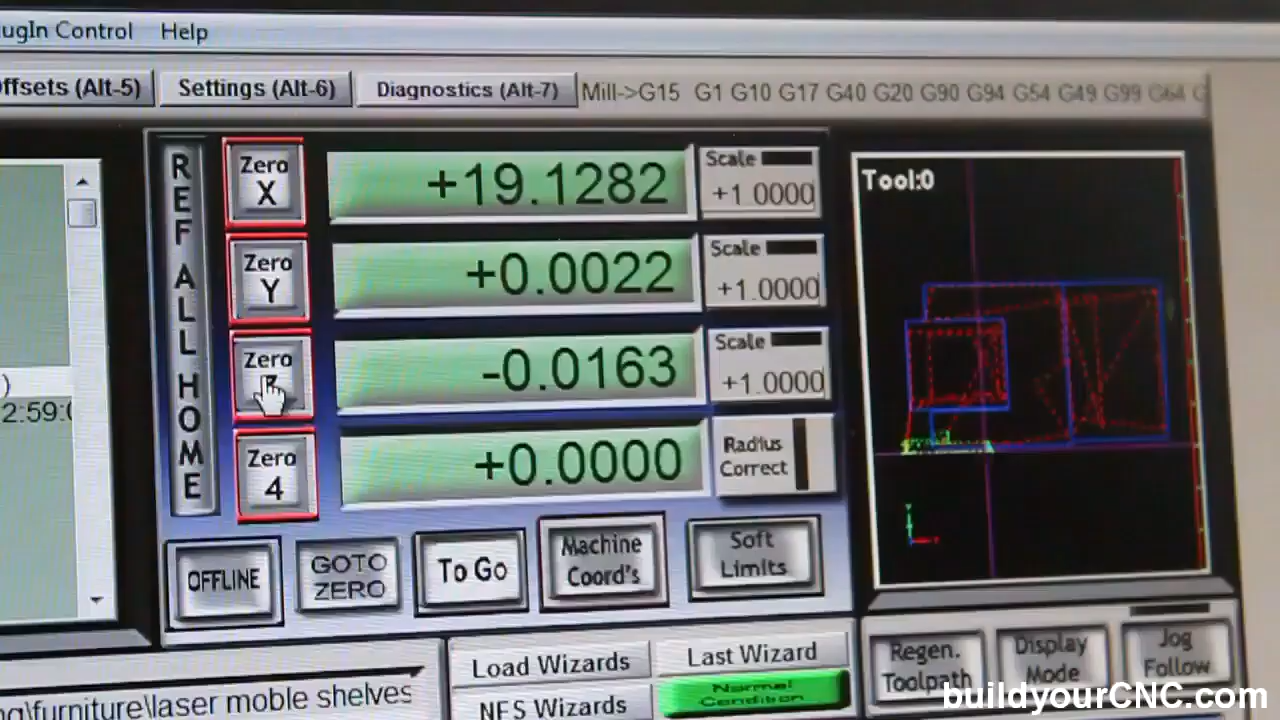 ugIn Control Help
ffsets (Alt-5) Settings (Alt-6) Diagnostics (Alt-7) Mill->G15 G1 G10 G17 G40 G20 G90 G94 G54 G49 G99 G64 G
REF ALL HOME
Zero X +19.1282 Scale +1.0000
Zero Y +0.0022 Scale +1.0000
Zero -0.0163 Scale +1.0000
Zero 4 +0.0000 Radius Correct
)
2:59:0
Tool:0
OFFLINE GOTO ZERO To Go Machine Coord's Soft Limits
Load Wizards Last Wizard
NFS Wizards Normal Condition
g\furniture\laser moble shelves
Regen. Toolpath Display Mode Jog Follow
buildyourCNC.com